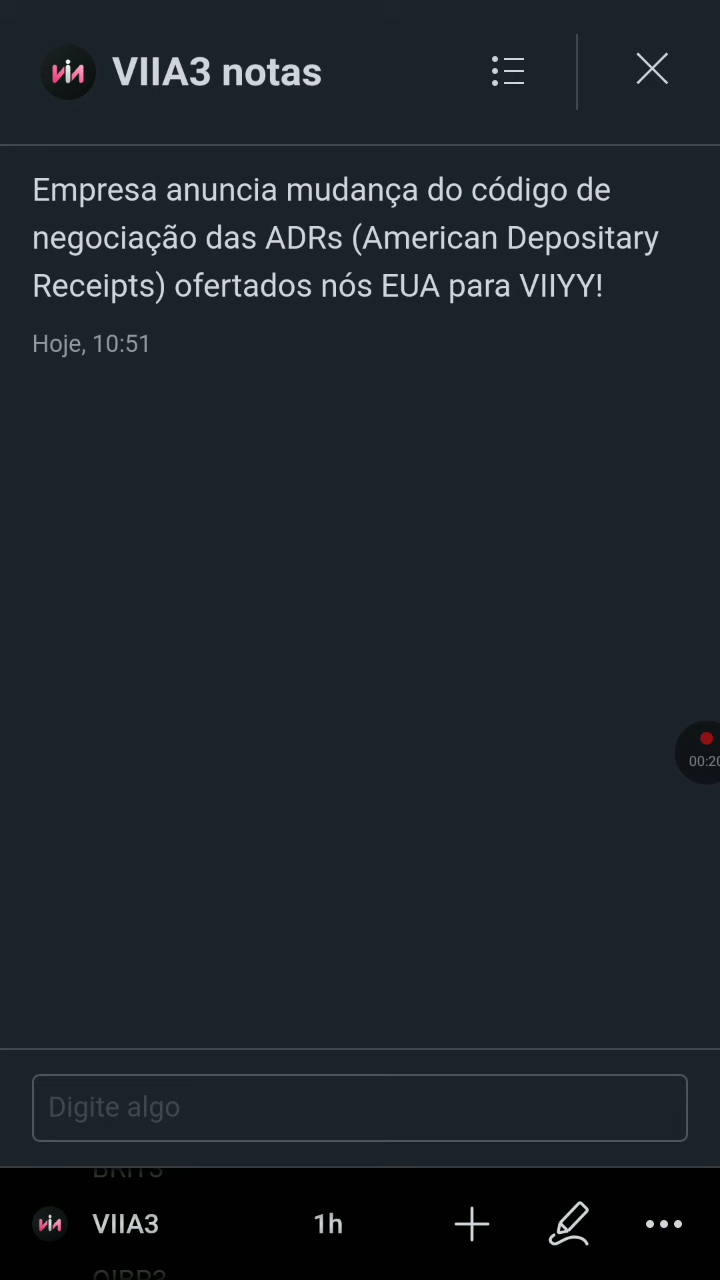 VIIA3 notas
Empresa anuncia mudança do código de
negociação das ADRs (American Depositary
Receipts) ofertados nós EUA para VIIYY!
Hoje, 10:51
Digite algo
VIIA3 1h